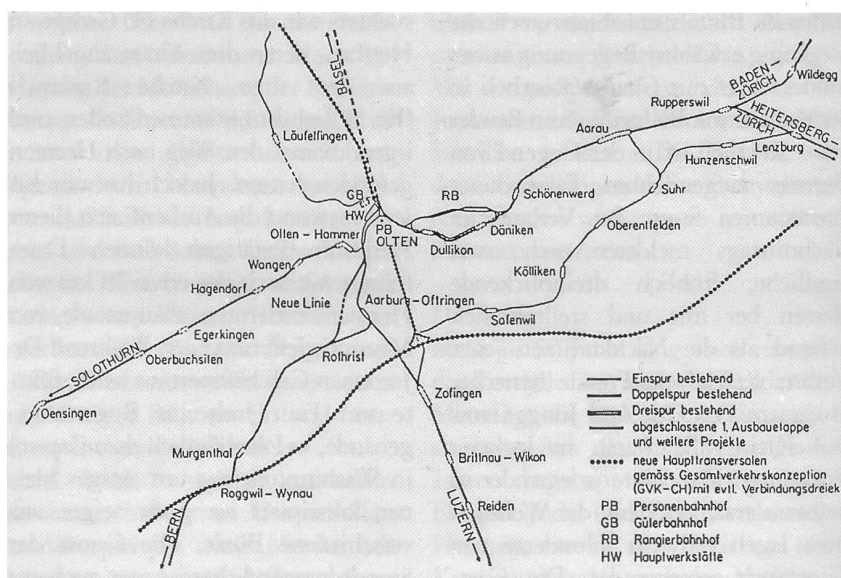 BASEL
Läufelfingen
GB
HW
PB
OLTEN
Olten-Hammer
Wangen
Hägendorf
Egerkingen
Oberbuchsiten
SOLOTHURN
Oensingen
Neue Linie
Aarburg-Oftringen
Rothrist
Murgenthal
Roggwil-Wynau
BERN
RB
Dulliken
Däniken
Schönenwerd
Aarau
Rupperswil
BADEN
ZÜRICH
Wildegg
HEITERSBERG-
ZÜRICH
Lenzburg
Hunzenschwil
Suhr
Oberentfelden
Kölliken
Safenwil
Zofingen
Brittnau-Wikon
Reiden
LUZERN
Einspur bestehend
Doppelspur bestehend
Dreispur bestehend
abgeschlossene 1. Ausbauetappe
und weitere Projekte
neue Haupttransversalen
gemäss Gesamtverkehrskonzeption
(GVK-CH) mit evtl. Verbindungsdreiek
PB Personenbahnhof
GB Güterbahnhof
RB Rangierbahnhof
HW Hauptwerkstätte